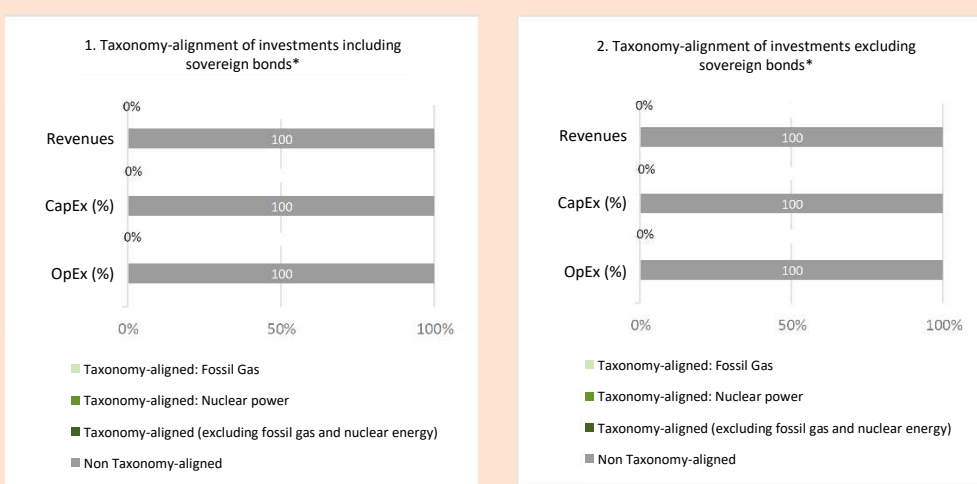 1. Taxonomy-alignment of investments including
sovereign bonds*
0%
Revenues
100
0%
CapEx (%)
100
0%
OpEx (%)
100
0%
50%
100%
Taxonomy-aligned: Fossil Gas
Taxonomy-aligned: Nuclear power
Taxonomy-aligned (excluding fossil gas and nuclear energy)
Non Taxonomy-aligned
2. Taxonomy-alignment of investments excluding
sovereign bonds*
0%
Revenues
100
0%
CapEx (%)
100
0%
OpEx (%)
100
0%
50%
100%
Taxonomy-aligned: Fossil Gas
Taxonomy-aligned: Nuclear power
Taxonomy-aligned (excluding fossil gas and nuclear energy)
Non Taxonomy-aligned